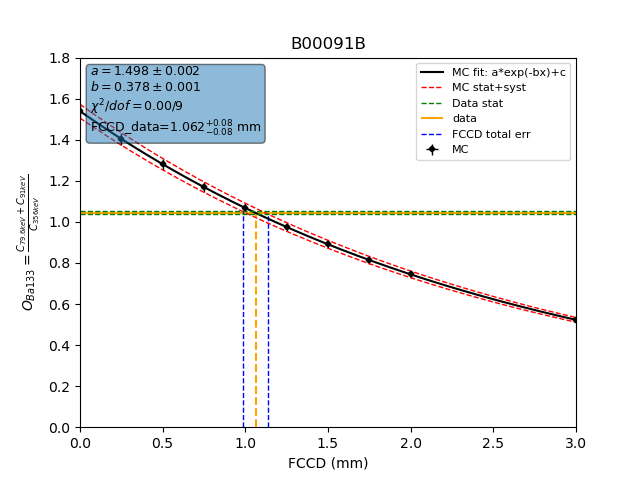 B00091B
a = 1.498 ± 0.002
b = 0.378 ± 0.001
χ²/dof = 0.00/9
FCCD_data=1.062 +0.08 −0.08 mm
MC fit: a*exp(-bx)+c
MC stat+syst
Data stat
data
FCCD total err
MC
O_Ba133 = (C_79.6keV + C_91keV) / C_356keV
1.8
1.6
1.4
1.2
1.0
0.8
0.6
0.4
0.2
0.0
0.0 0.5 1.0 1.5 2.0 2.5 3.0
FCCD (mm)